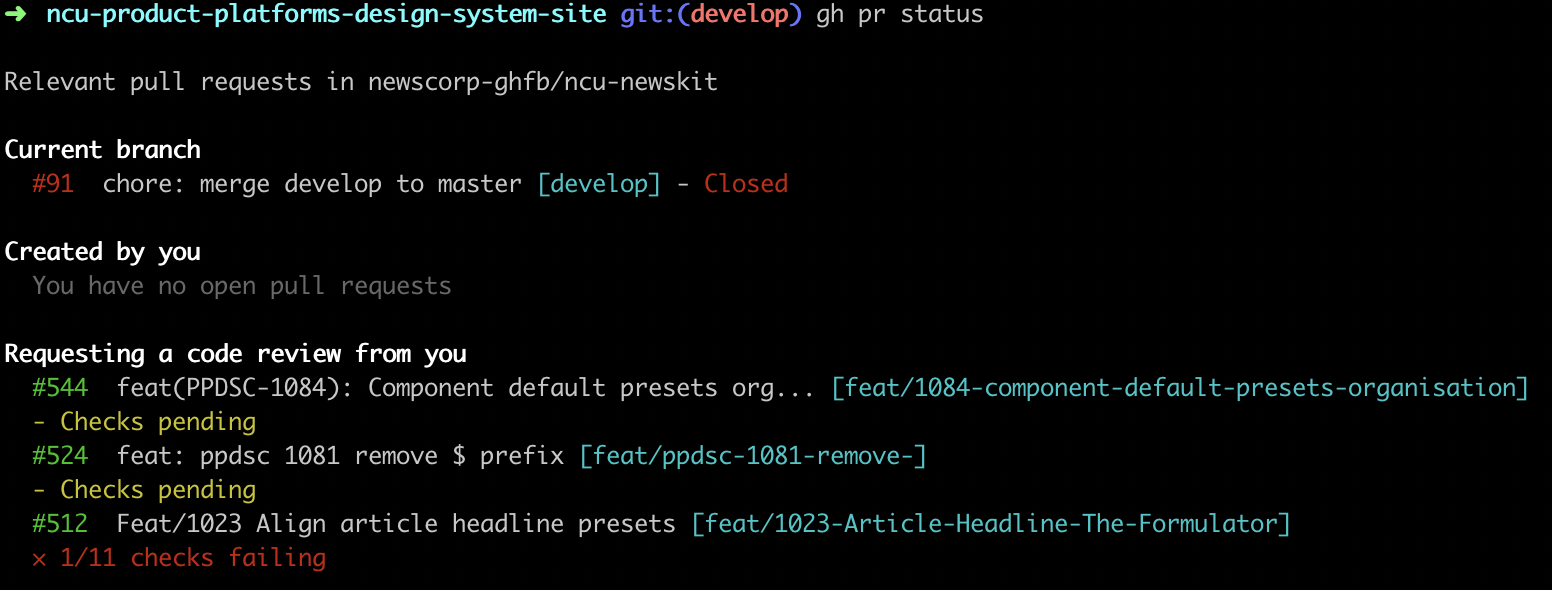 ➜ ncu-product-platforms-design-system-site git:(develop) gh pr status
Relevant pull requests in newscorp-ghfb/ncu-newskit
Current branch
#91 chore: merge develop to master [develop] - Closed
Created by you
You have no open pull requests
Requesting a code review from you
#544 feat(PPDSC-1084): Component default presets org... [feat/1084-component-default-presets-organisation]
- Checks pending
#524 feat: ppdsc 1081 remove $ prefix [feat/ppdsc-1081-remove-]
- Checks pending
#512 Feat/1023 Align article headline presets [feat/1023-Article-Headline-The-Formulator]
× 1/11 checks failing